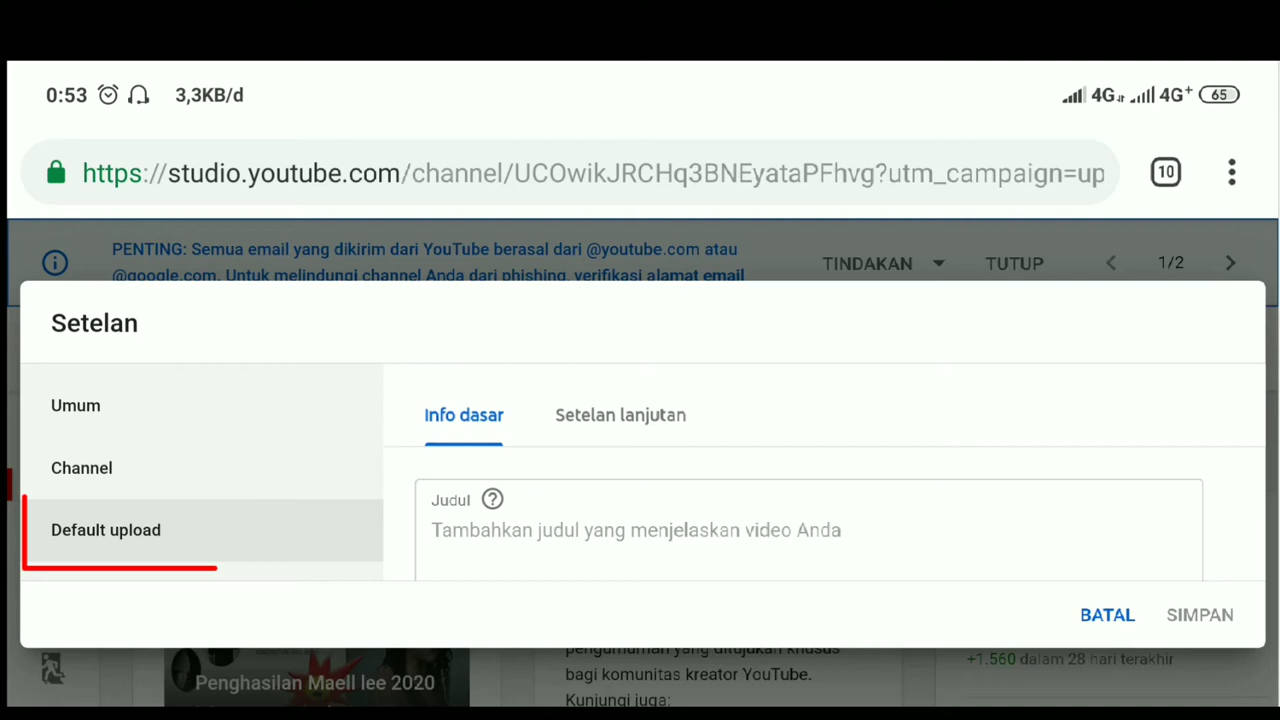 0:53 3,3KB/d 4G 4G+ 65
https://studio.youtube.com/channel/UCOwikJRCHq3BNEyataPFhvg?utm_campaign=up 10
PENTING: Semua email yang dikirim dari YouTube berasal dari @youtube.com atau
@google.com. Untuk melindungi channel Anda dari phishing, verifikasi alamat email
TINDAKAN TUTUP 1/2
Setelan
Umum
Channel
Default upload
Info dasar Setelan lanjutan
Judul ?
Tambahkan judul yang menjelaskan video Anda
BATAL SIMPAN
Penghasilan Maell lee 2020
pengumuman yang ditujukan khusus
bagi komunitas kreator YouTube.
Kunjungi juga:
+1.560 dalam 28 hari terakhir